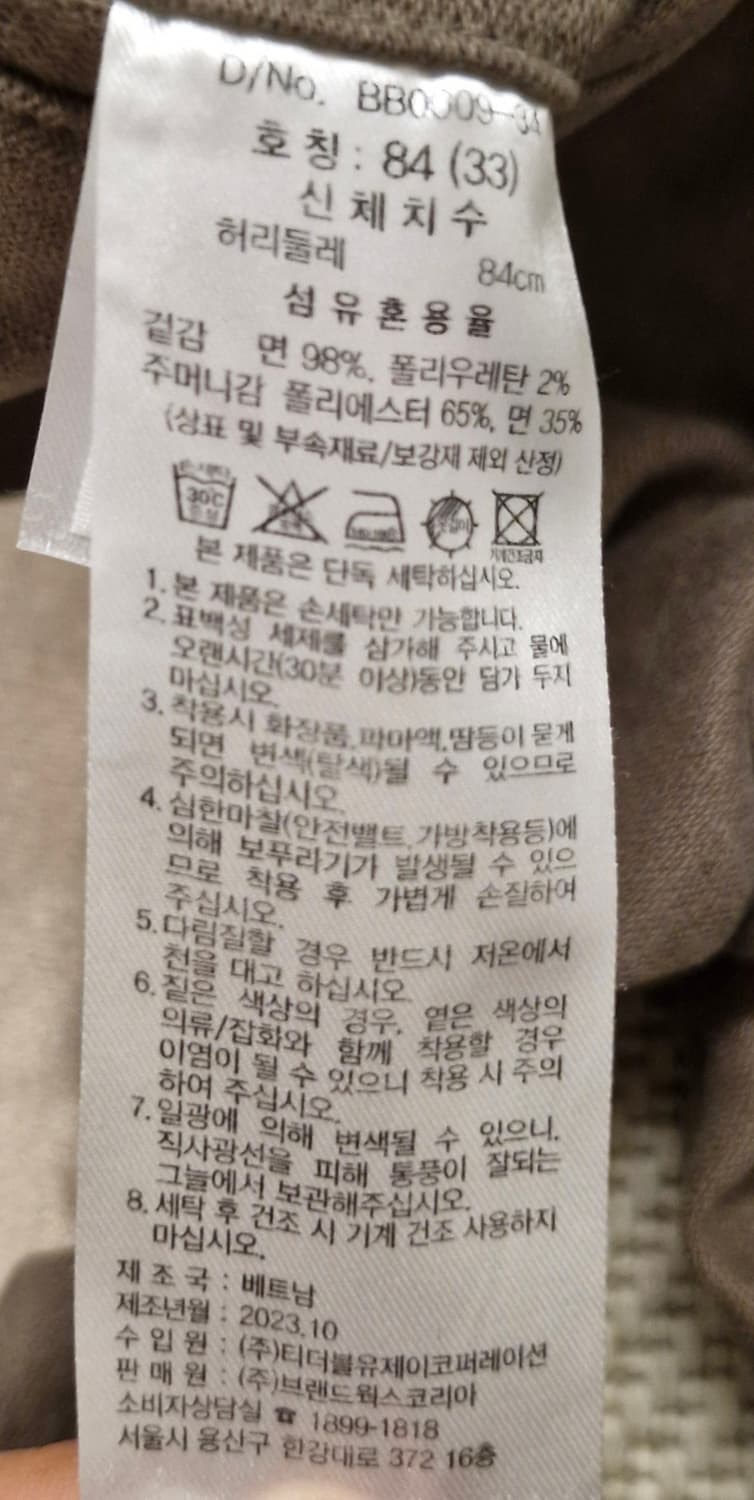 D/No. BB0009-34
호칭 : 84 (33)
신체치수
허리둘레 84cm
섬유혼용율
겉감 면 98%, 폴리우레탄 2%
주머니감 폴리에스터 65%, 면 35%
(상표 및 부속재료/보강재 제외 산정)
30℃
본 제품은 단독 세탁하십시오.
1. 본 제품은 손세탁만 가능합니다.
2. 표백성 세제를 삼가해 주시고 물에
오랜시간(30분 이상)동안 담가 두지
마십시오.
3. 착용시 화장품,파마액,땀등이 묻게
되면 변색(탈색)될 수 있으므로
주의하십시오.
4. 심한마찰(안전밸트,가방착용등)에
의해 보푸라기가 발생될 수 있으
므로 착용 후 가볍게 손질하여
주십시오.
5. 다림질할 경우 반드시 저온에서
천을 대고 하십시오.
6. 짙은 색상의 경우, 옅은 색상의
의류/잡화와 함께 착용할 경우
이염이 될 수 있으니 착용 시 주의
하여 주십시오.
7. 일광에 의해 변색될 수 있으니,
직사광선을 피해 통풍이 잘되는
그늘에서 보관해주십시오.
8. 세탁 후 건조 시 기계 건조 사용하지
마십시오.
제조국 : 베트남
제조년월 : 2023.10
수입원 : (주)티더블유제이코퍼레이션
판매원 : (주)브랜드웍스코리아
소비자상담실 ☎ 1899-1818
서울시 용산구 한강대로 372 16층